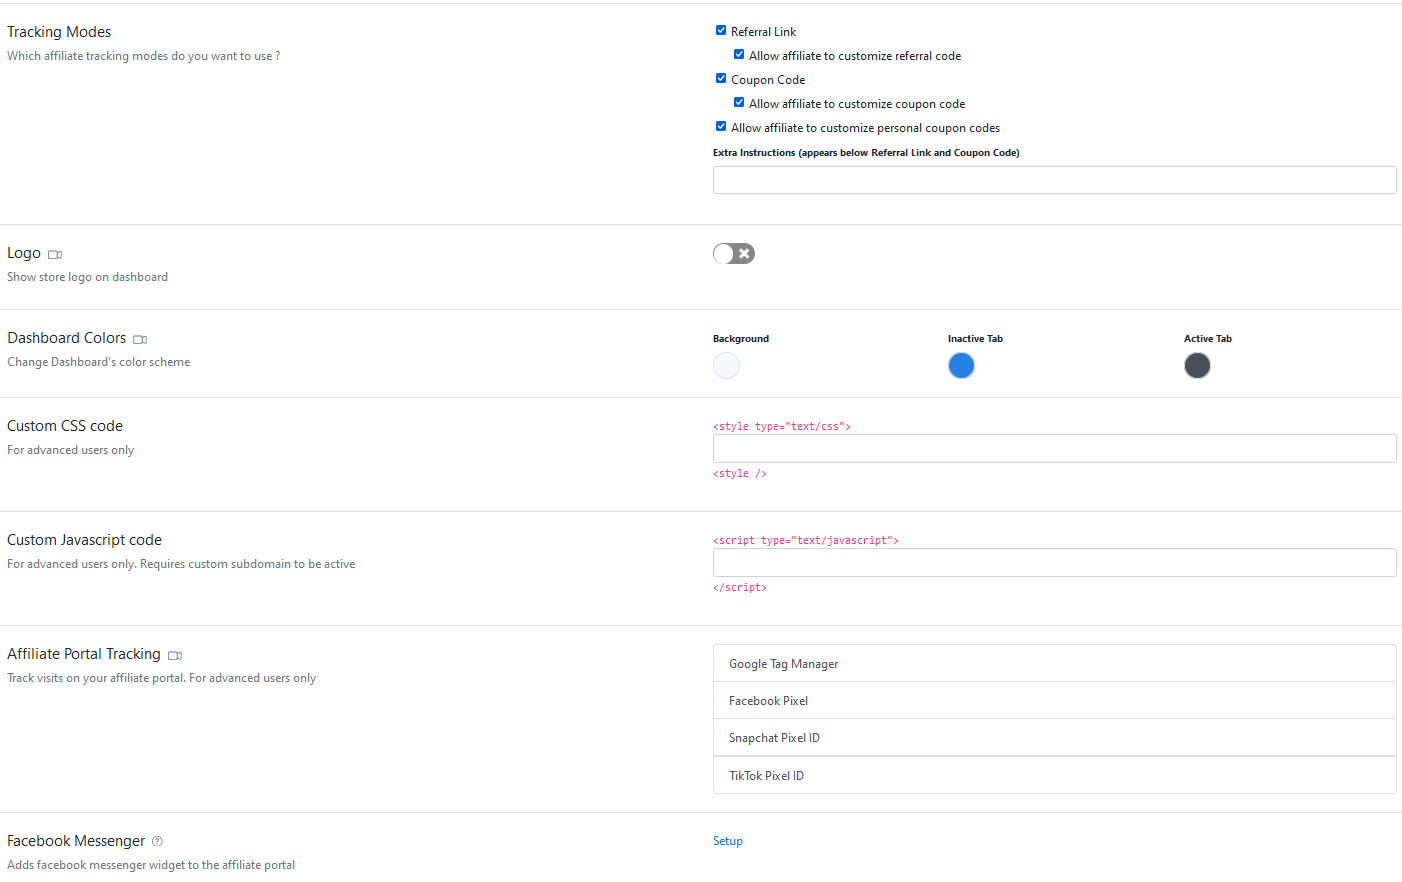 Tracking Modes
Which affiliate tracking modes do you want to use ?
Referral Link
Allow affiliate to customize referral code
Coupon Code
Allow affiliate to customize coupon code
Allow affiliate to customize personal coupon codes
Extra Instructions (appears below Referral Link and Coupon Code)
Logo
Show store logo on dashboard
Dashboard Colors
Change Dashboard's color scheme
Background
Inactive Tab
Active Tab
Custom CSS code
For advanced users only
<style type="text/css">
<style />
Custom Javascript code
For advanced users only. Requires custom subdomain to be active
<script type="text/javascript">
</script>
Affiliate Portal Tracking
Track visits on your affiliate portal. For advanced users only
Google Tag Manager
Facebook Pixel
Snapchat Pixel ID
TikTok Pixel ID
Facebook Messenger
Adds facebook messenger widget to the affiliate portal
Setup